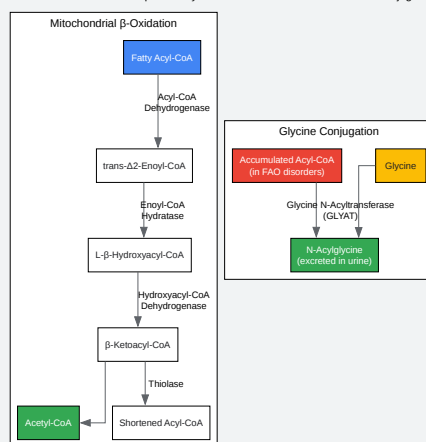 Mitochondrial β-Oxidation
Fatty Acyl-CoA
Acyl-CoA
Dehydrogenase
trans-Δ2-Enoyl-CoA
Enoyl-CoA
Hydratase
L-β-Hydroxyacyl-CoA
Hydroxyacyl-CoA
Dehydrogenase
β-Ketoacyl-CoA
Thiolase
Acetyl-CoA
Shortened Acyl-CoA
Glycine Conjugation
Accumulated Acyl-CoA
(in FAO disorders)
Glycine
Glycine N-Acyltransferase
(GLYAT)
N-Acylglycine
(excreted in urine)